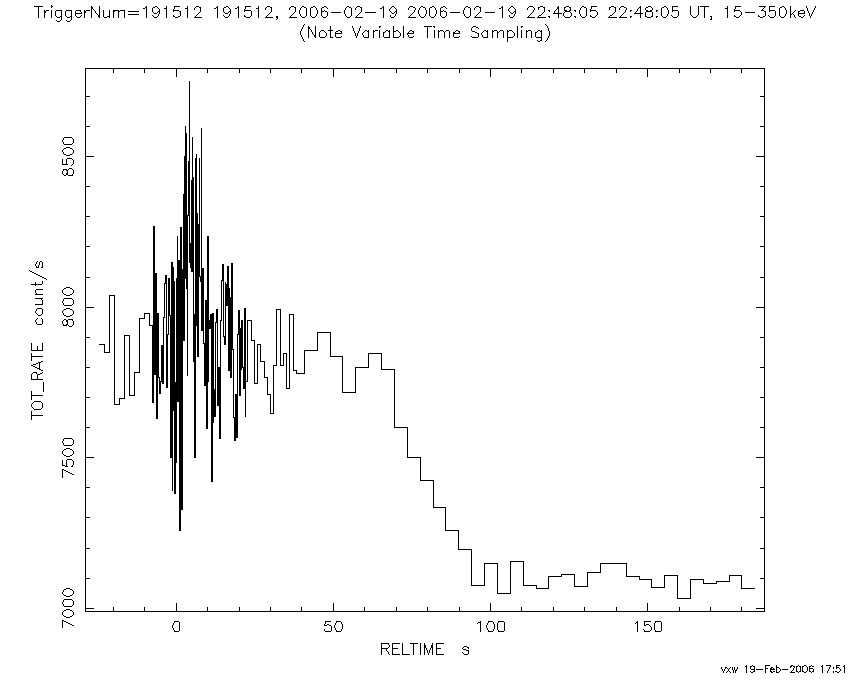 TriggerNum=191512 191512, 2006-02-19 2006-02-19 22:48:05 22:48:05 UT, 15-350keV
(Note Variable Time Sampling)
8500
8000
7500
7000
TOT_RATE count/s
0 50 100 150
RELTIME s
vxw 19-Feb-2006 17:51